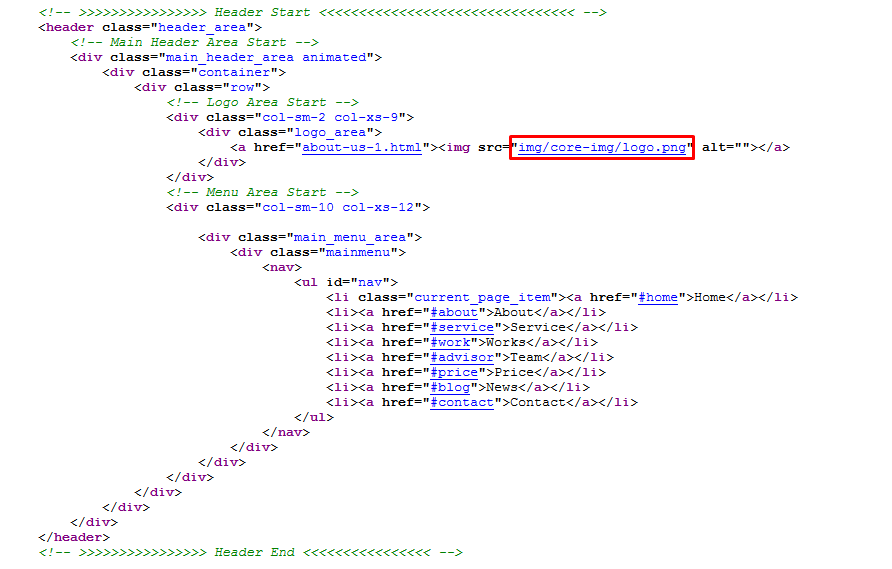 <!-- >>>>>>>>>>>>>>>> Header Start <<<<<<<<<<<<<<<<<<<<<<<<<<<<<<<< -->
<header class="header_area">
<!-- Main Header Area Start -->
<div class="main_header_area animated">
<div class="container">
<div class="row">
<!-- Logo Area Start -->
<div class="col-sm-2 col-xs-9">
<div class="logo_area">
<a href="about-us-1.html"><img src="img/core-img/logo.png" alt=""></a>
</div>
</div>
<!-- Menu Area Start -->
<div class="col-sm-10 col-xs-12">
<div class="main_menu_area">
<div class="mainmenu">
<nav>
<ul id="nav">
<li class="current_page_item"><a href="#home">Home</a></li>
<li><a href="#about">About</a></li>
<li><a href="#service">Service</a></li>
<li><a href="#work">Works</a></li>
<li><a href="#advisor">Team</a></li>
<li><a href="#price">Price</a></li>
<li><a href="#blog">News</a></li>
<li><a href="#contact">Contact</a></li>
</ul>
</nav>
</div>
</div>
</div>
</div>
</div>
</div>
</header>
<!-- >>>>>>>>>>>>>>>> Header End <<<<<<<<<<<<<<<< -->